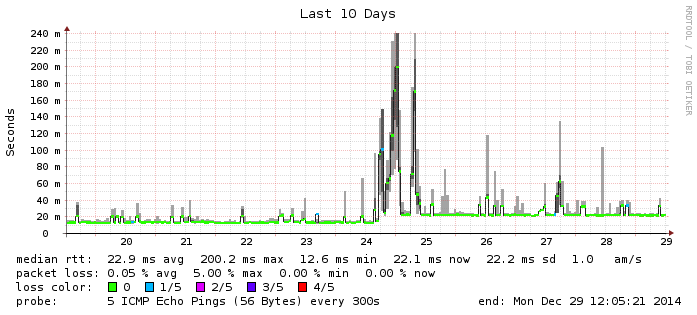 Last 10 Days
RRDTOOL / TOBI OETIKER
Seconds
240 m
220 m
200 m
180 m
160 m
140 m
120 m
100 m
80 m
60 m
40 m
20 m
0
20 21 22 23 24 25 26 27 28 29
median rtt: 22.9 ms avg 200.2 ms max 12.6 ms min 22.1 ms now 22.2 ms sd 1.0 am/s
packet loss: 0.05 % avg 5.00 % max 0.00 % min 0.00 % now
loss color: 0 1/5 2/5 3/5 4/5
probe: 5 ICMP Echo Pings (56 Bytes) every 300s end: Mon Dec 29 12:05:21 2014